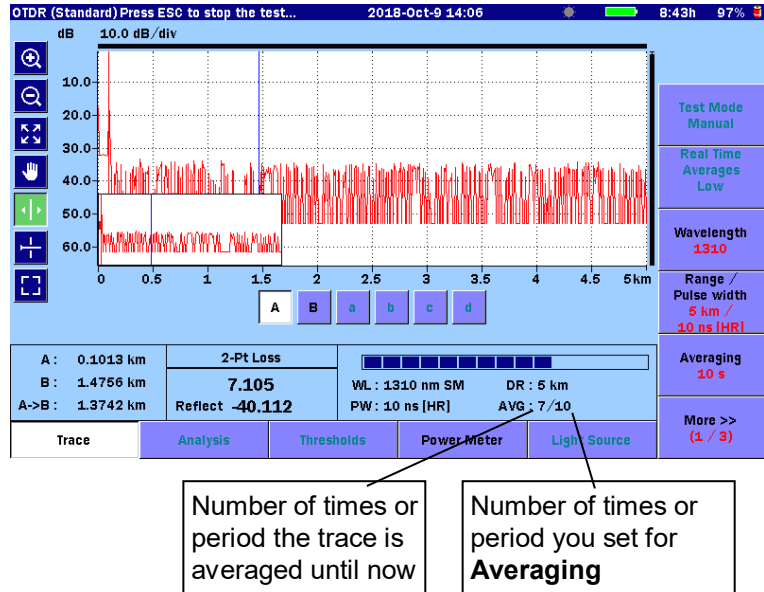 OTDR (Standard) Press ESC to stop the test... 2018-Oct-9 14:06 8:43h 97%
dB 10.0 dB/div
10.0
20.0
30.0
40.0
50.0
60.0
0 0.5 1 1.5 2 2.5 3 3.5 4 4.5 5km
A B a b c d
Test Mode
Manual
Real Time
Averages
Low
Wavelength
1310
Range /
Pulse width
5 km /
10 ns [HR]
Averaging
10 s
More >>
(1 / 3)
A: 0.1013 km
B: 1.4756 km
A->B: 1.3742 km
2-Pt Loss
7.105
Reflect -40.112
WL: 1310 nm SM DR: 5 km
PW: 10 ns [HR] AVG: 7/10
Trace Analysis Thresholds Power Meter Light Source
Number of times or
period the trace is
averaged until now
Number of times or
period you set for
Averaging